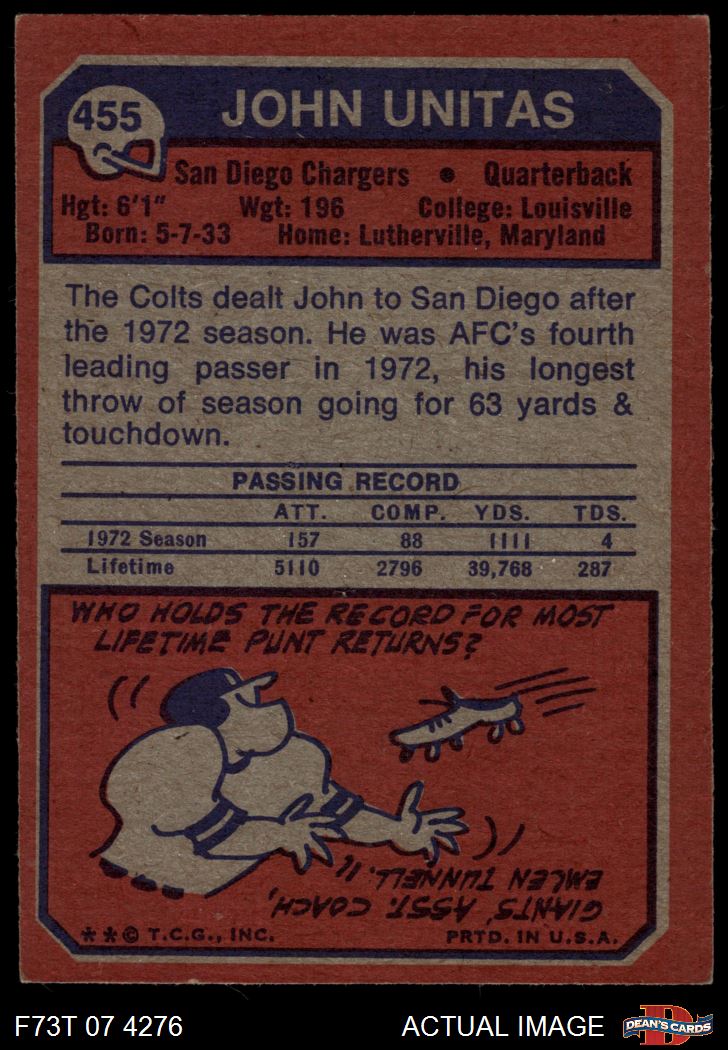 455
JOHN UNITAS
San Diego Chargers • Quarterback
Hgt: 6'1" Wgt: 196 College: Louisville
Born: 5-7-33 Home: Lutherville, Maryland
The Colts dealt John to San Diego after
the 1972 season. He was AFC's fourth
leading passer in 1972, his longest
throw of season going for 63 yards &
touchdown.
PASSING RECORD
ATT. COMP. YDS. TDS.
1972 Season 157 88 1111 4
Lifetime 5110 2796 39,768 287
WHO HOLDS THE RECORD FOR MOST
LIFETIME PUNT RETURNS?
GIANTS' ASST. COACH,
EMLEN TUNNELL.
**© T.C.G., INC. PRTD. IN U.S.A.
F73T 07 4276 ACTUAL IMAGE
D
DEAN'S CARDS